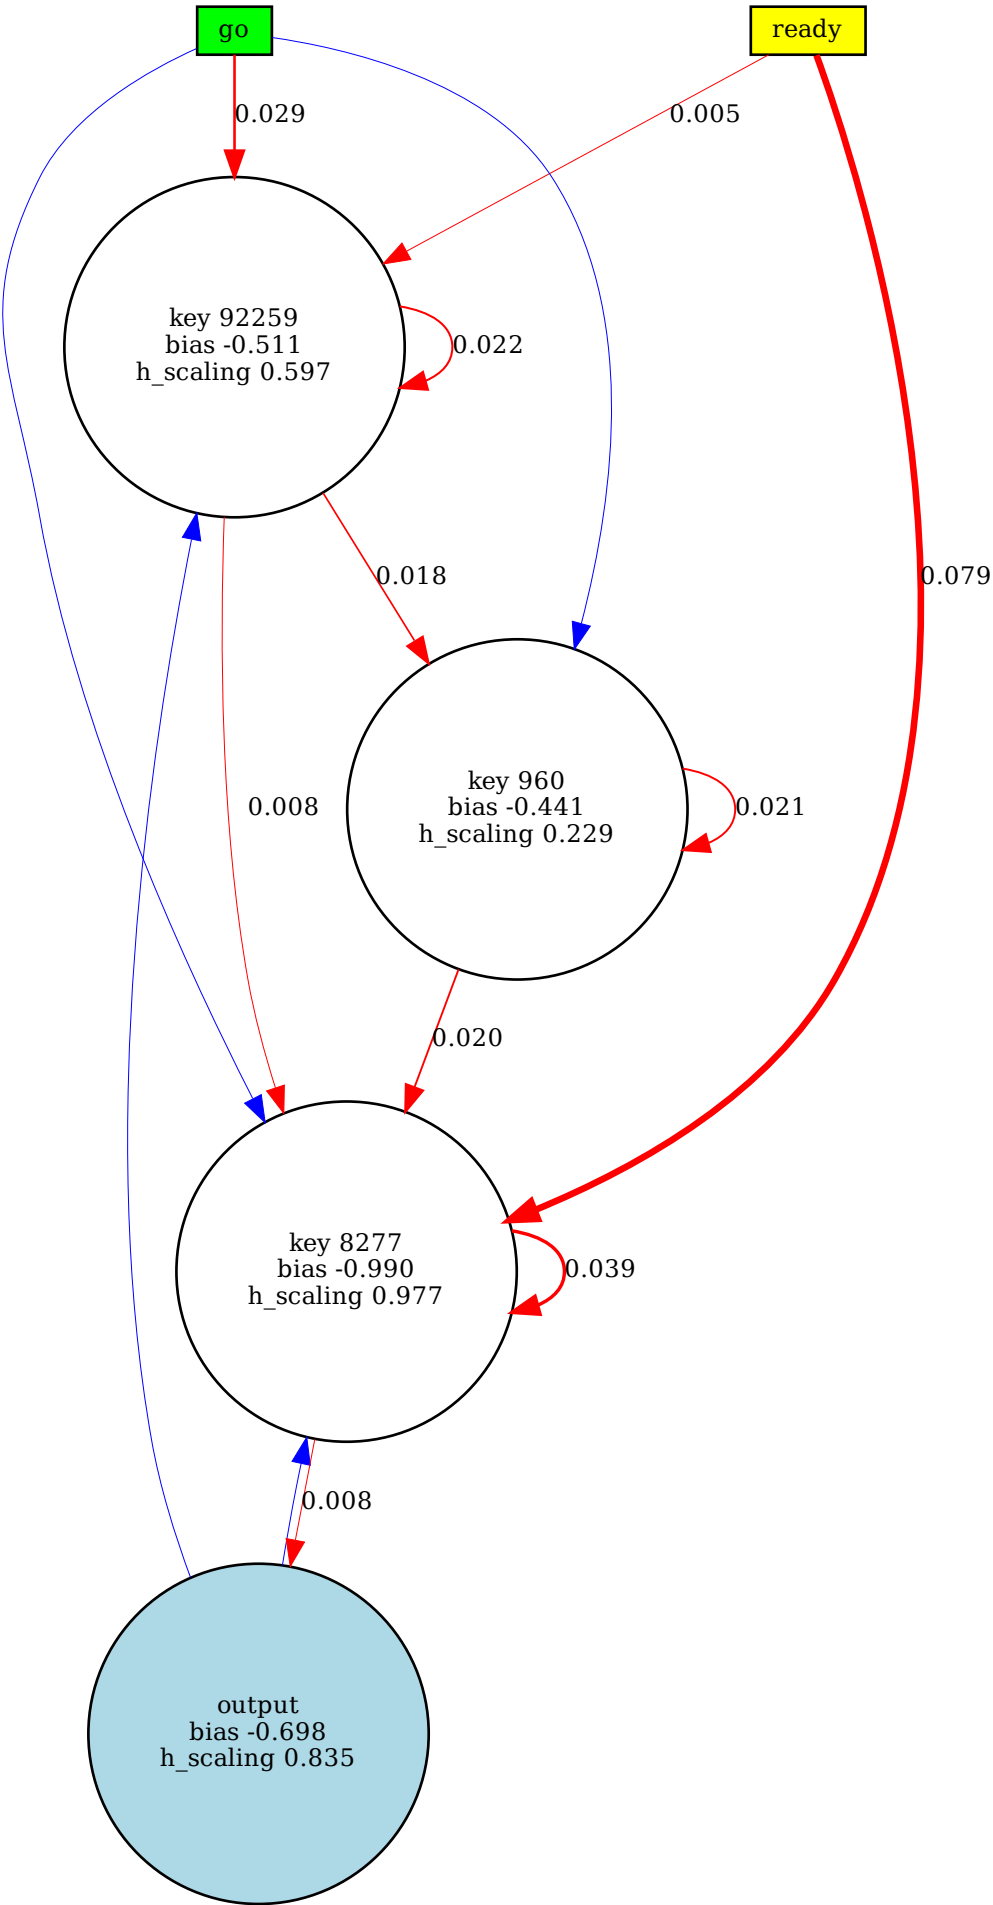 go
ready
0.029
0.005
key 92259
bias -0.511
h_scaling 0.597
0.022
0.018
0.079
key 960
bias -0.441
h_scaling 0.229
0.008
0.021
0.020
key 8277
bias -0.990
h_scaling 0.977
0.039
0.008
output
bias -0.698
h_scaling 0.835